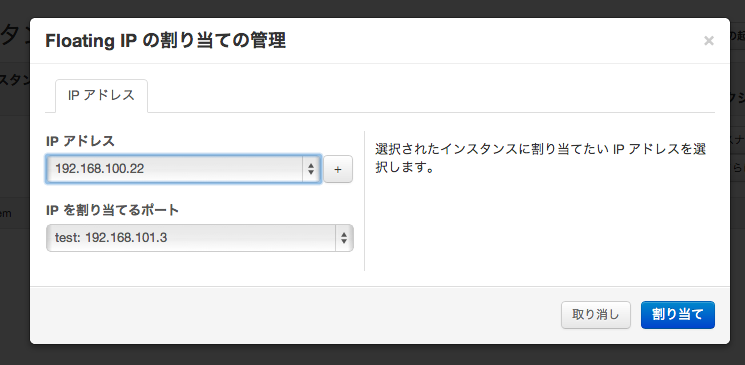 Floating IP の割り当ての管理
×
IP アドレス
IP アドレス
192.168.100.22
+
IP を割り当てるポート
test: 192.168.101.3
選択されたインスタンスに割り当てたい IP アドレスを選
択します。
取り消し
割り当て